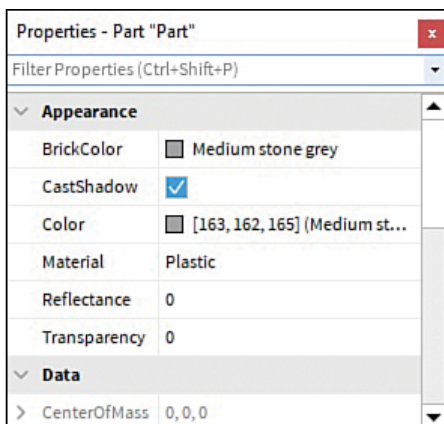 Properties - Part "Part"
x
Filter Properties (Ctrl+Shift+P)
Appearance
BrickColor Medium stone grey
CastShadow
Color [163, 162, 165] (Medium st...
Material Plastic
Reflectance 0
Transparency 0
Data
CenterOfMass 0, 0, 0